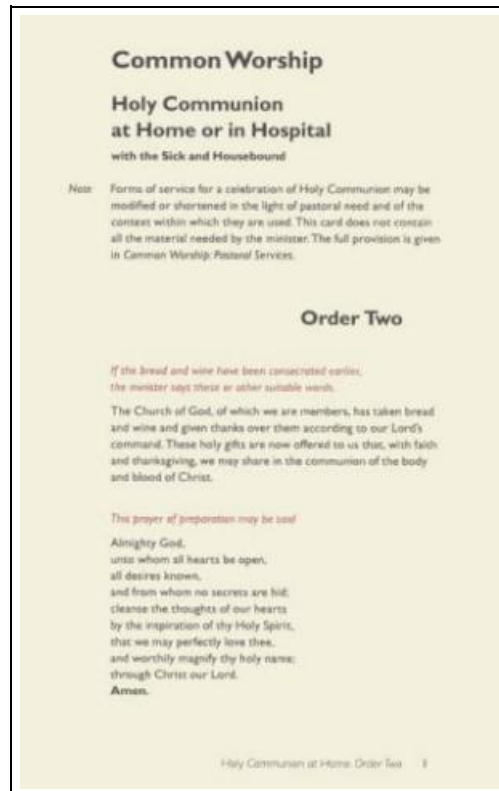 Common Worship
Holy Communion
at Home or in Hospital
with the Sick and Housebound
Note Forms of service for a celebration of Holy Communion may be
modified or shortened in the light of pastoral need and of the
context within which they are used. This card does not contain
all the material needed by the minister. The full provision is given
in Common Worship: Pastoral Services.
Order Two
If the bread and wine have been consecrated earlier,
the minister says these or other suitable words.
The Church of God, of which we are members, has taken bread
and wine and given thanks over them according to our Lord's
command. These holy gifts are now offered to us that, with faith
and thanksgiving, we may share in the communion of the body
and blood of Christ.
This prayer of preparation may be said
Almighty God,
unto whom all hearts be open,
all desires known,
and from whom no secrets are hid:
cleanse the thoughts of our hearts
by the inspiration of thy Holy Spirit,
that we may perfectly love thee,
and worthily magnify thy holy name;
through Christ our Lord.
Amen.
Holy Communion at Home: Order Two